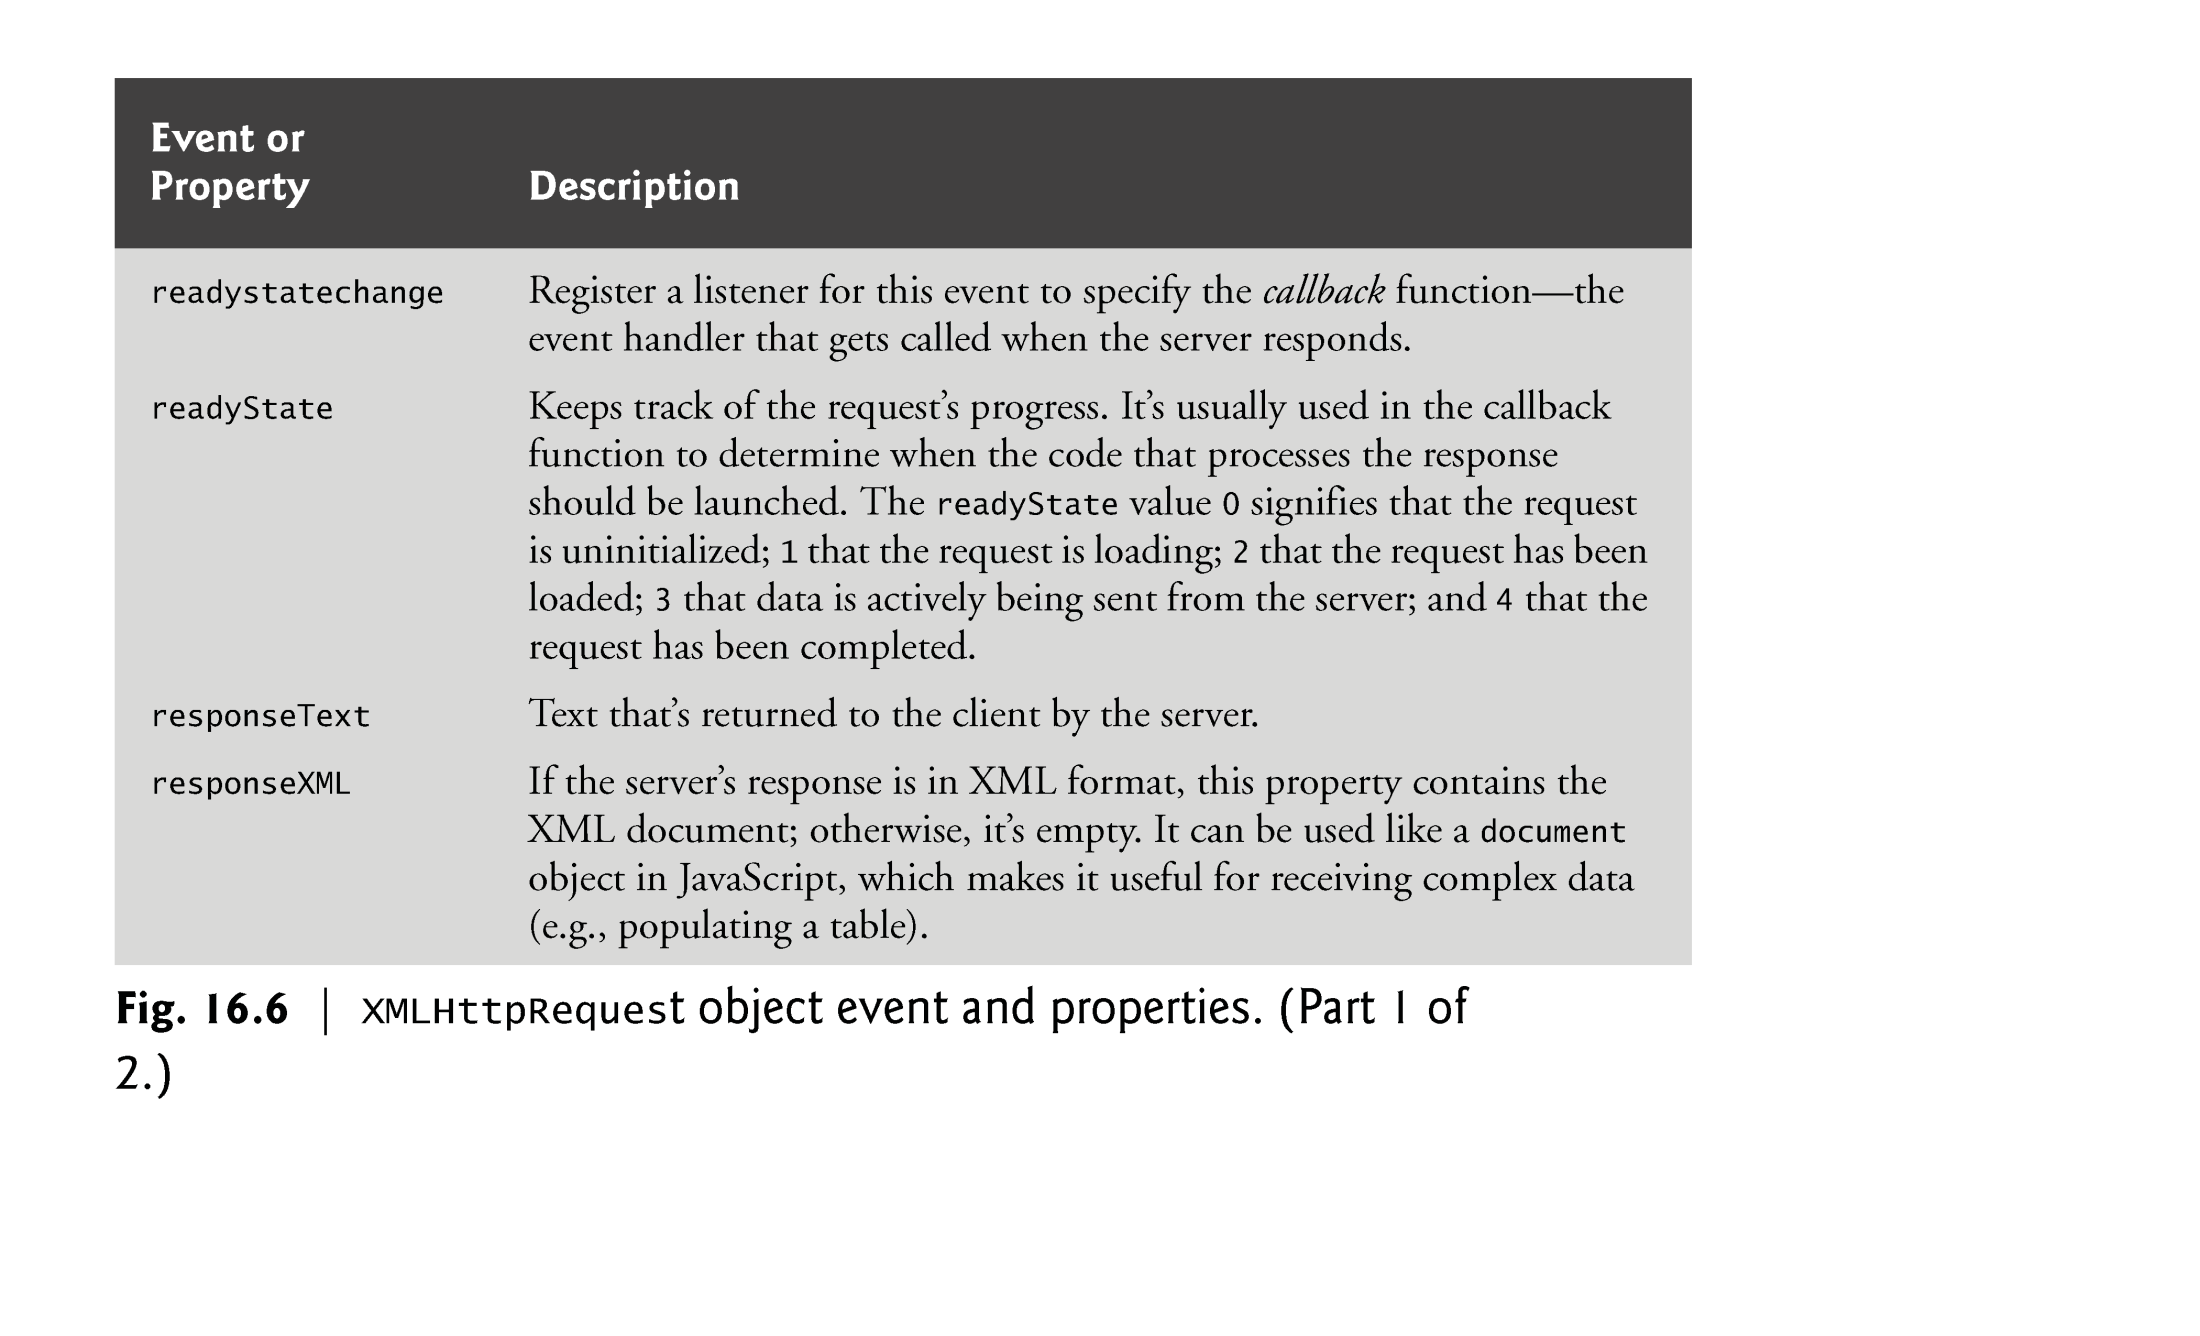 Event or
Property
Description
readystatechange
Register a listener for this event to specify the callback function—the
event handler that gets called when the server responds.
readyState
Keeps track of the request’s progress. It’s usually used in the callback
function to determine when the code that processes the response
should be launched. The readyState value 0 signifies that the request
is uninitialized; 1 that the request is loading; 2 that the request has been
loaded; 3 that data is actively being sent from the server; and 4 that the
request has been completed.
responseText
Text that’s returned to the client by the server.
responseXML
If the server’s response is in XML format, this property contains the
XML document; otherwise, it’s empty. It can be used like a document
object in JavaScript, which makes it useful for receiving complex data
(e.g., populating a table).
Fig. 16.6 | XMLHttpRequest object event and properties. (Part 1 of
2.)